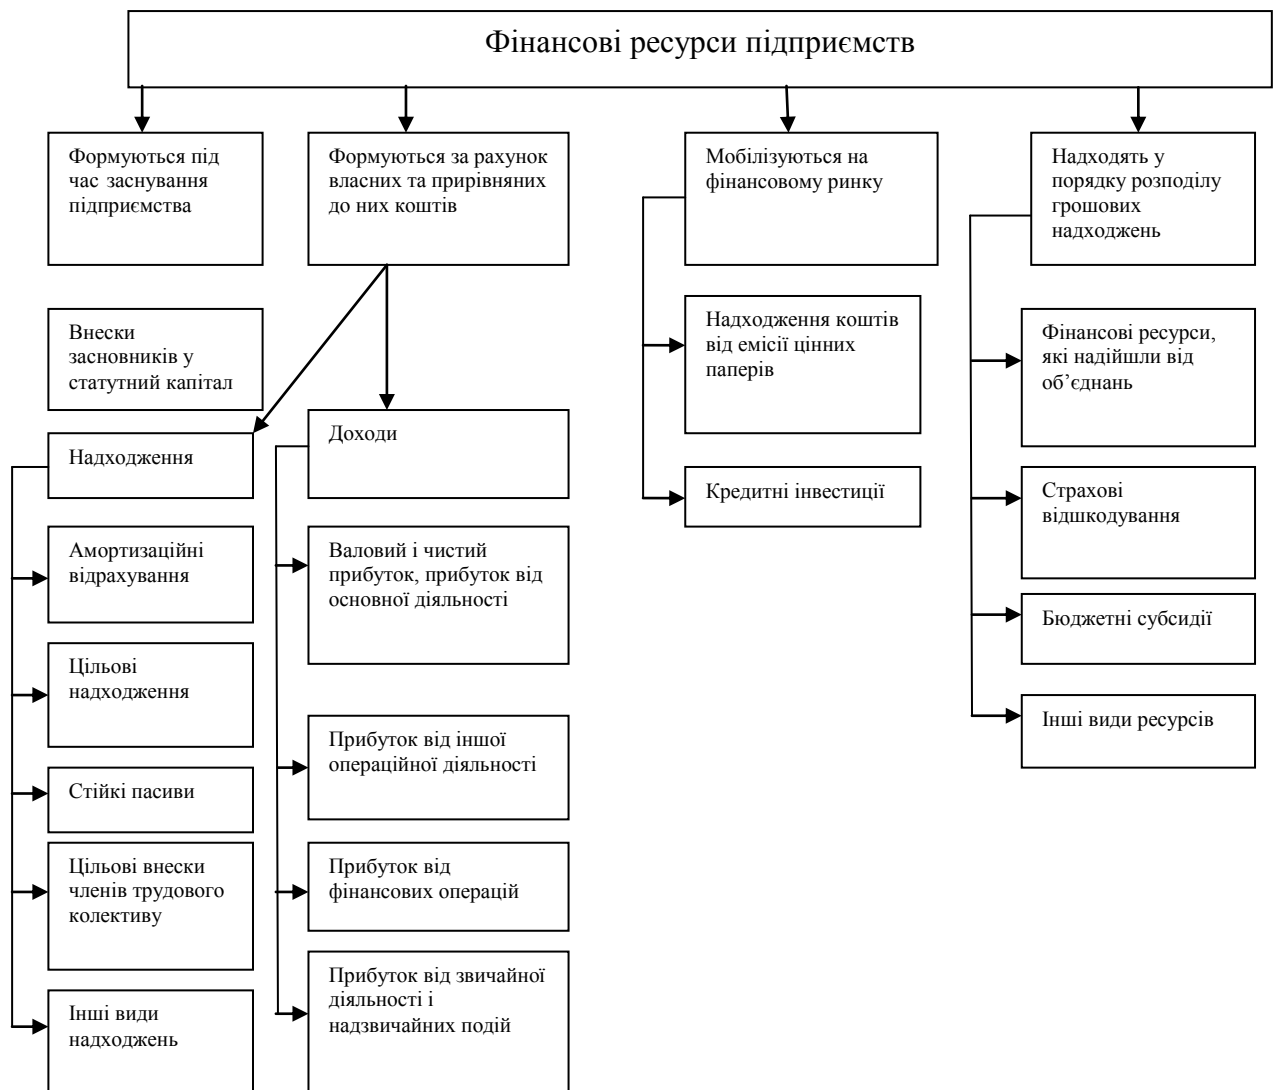 Фінансові ресурси підприємств
Формуються під
час заснування
підприємства
Формуються за рахунок
власних та прирівняних
до них коштів
Мобілізуються на
фінансовому ринку
Надходять у
порядку розподілу
грошових
надходжень
Внески
засновників у
статутний капітал
Надходження
Амортизаційні
відрахування
Цільові
надходження
Стійкі пасиви
Цільові внески
членів трудового
колективу
Інші види
надходжень
Доходи
Валовий і чистий
прибуток, прибуток від
основної діяльності
Прибуток від іншої
операційної діяльності
Прибуток від
фінансових операцій
Прибуток від звичайної
діяльності і
надзвичайних подій
Надходження коштів
від емісії цінних
паперів
Кредитні інвестиції
Фінансові ресурси,
які надійшли від
об’єднань
Страхові
відшкодування
Бюджетні субсидії
Інші види ресурсів